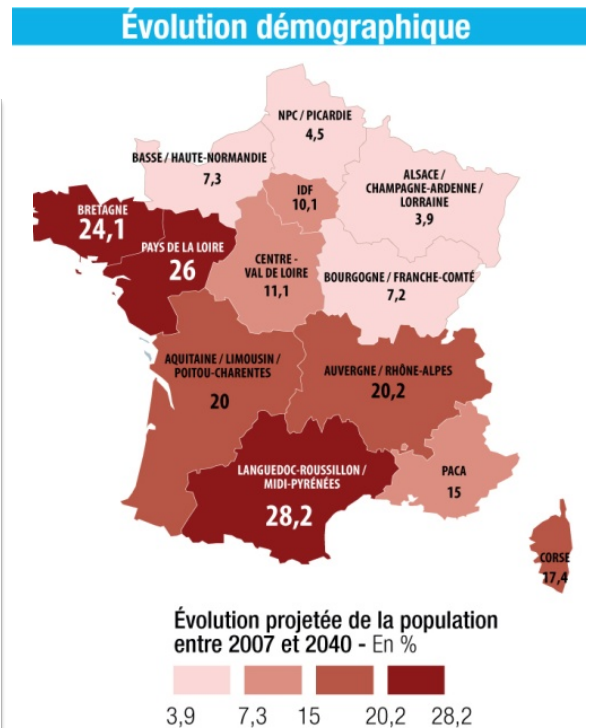 Évolution démographique
NPC / PICARDIE
4,5
BASSE / HAUTE-NORMANDIE
7,3
ALSACE /
CHAMPAGNE-ARDENNE /
LORRAINE
3,9
IDF
10,1
BRETAGNE
24,1
PAYS DE LA LOIRE
26
CENTRE -
VAL DE LOIRE
11,1
BOURGOGNE / FRANCHE-COMTÉ
7,2
AQUITAINE / LIMOUSIN /
POITOU-CHARENTES
20
AUVERGNE / RHÔNE-ALPES
20,2
LANGUEDOC-ROUSSILLON /
MIDI-PYRÉNÉES
28,2
PACA
15
CORSE
17,4
Évolution projetée de la population
entre 2007 et 2040 - En %
3,9 7,3 15 20,2 28,2